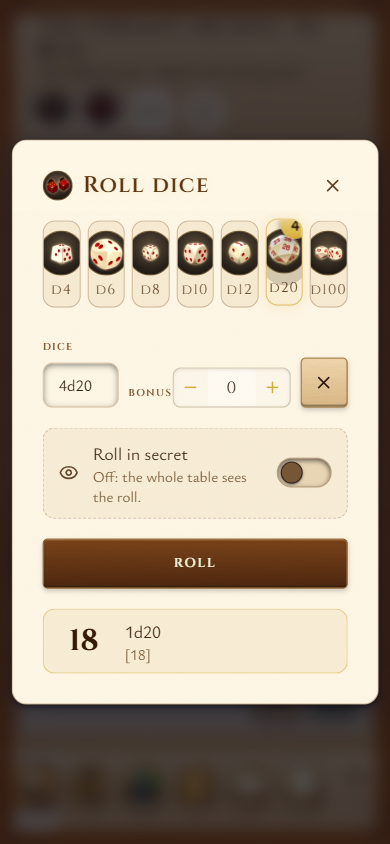 Roll dice
4
D4 D6 D8 D10 D12 D20 D100
DICE
4d20 BONUS − 0 +
Roll in secret
Off: the whole table sees
the roll.
ROLL
18 1d20
[18]